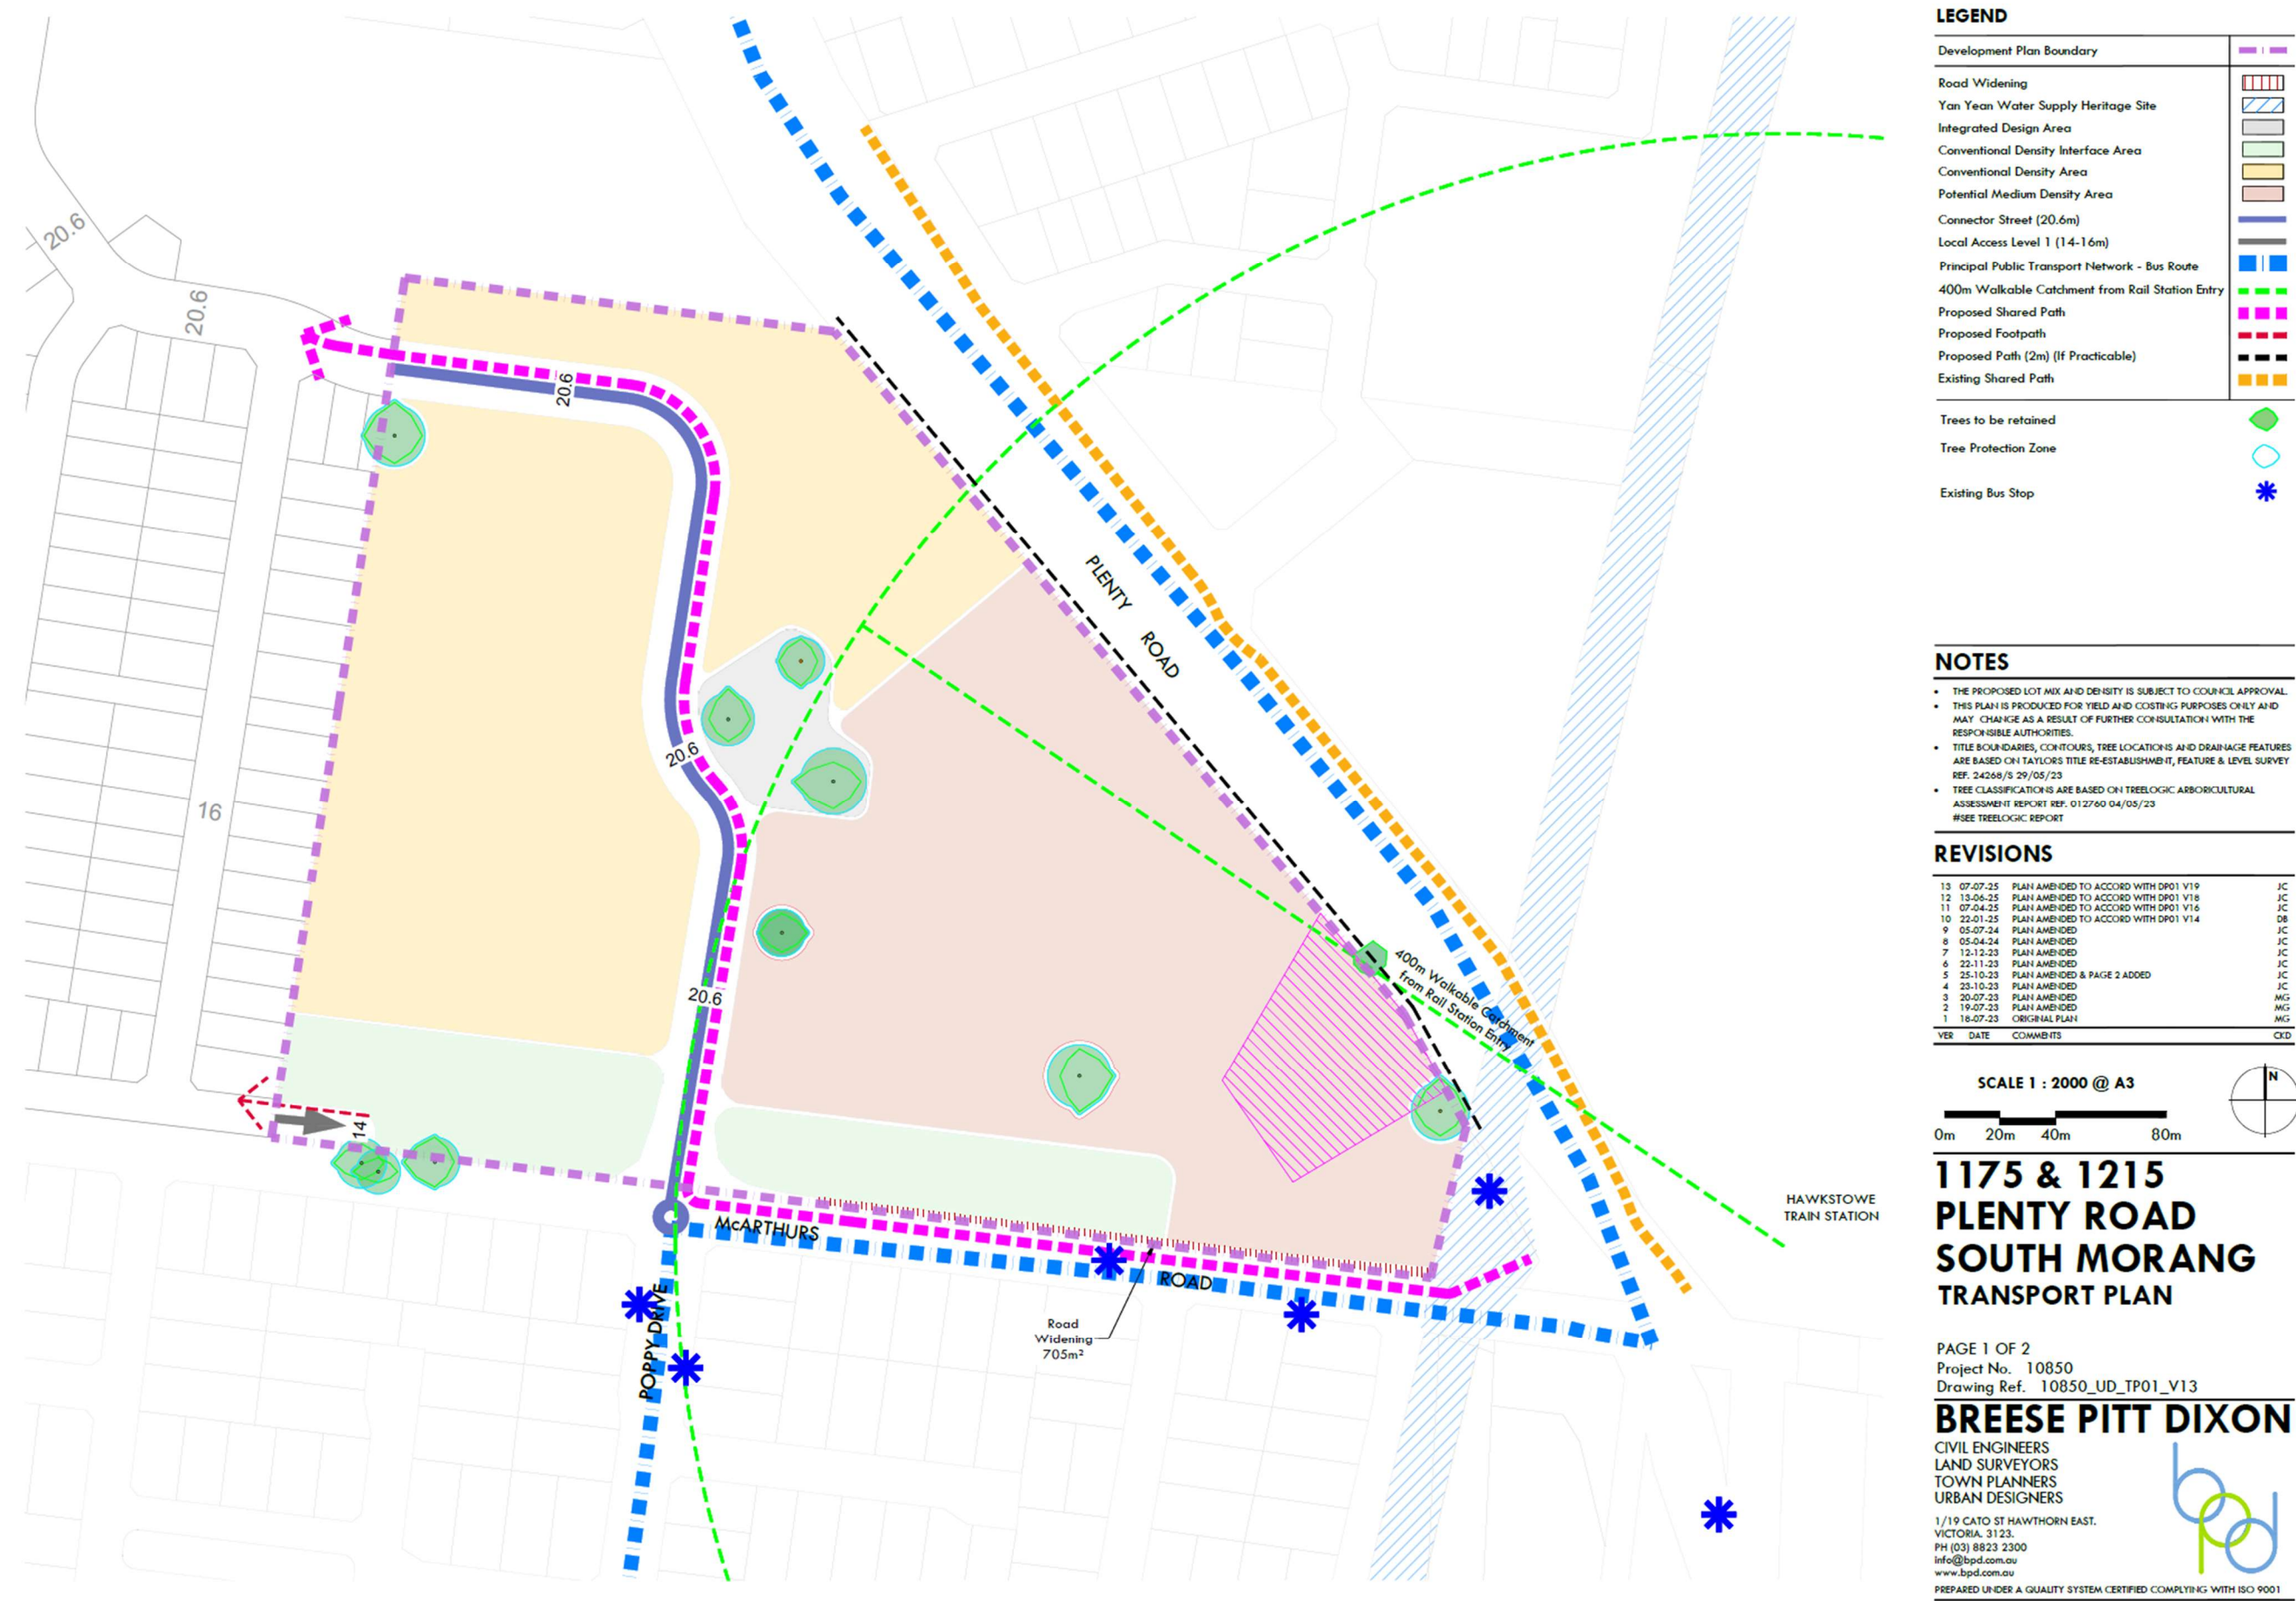 20.6
20.6
20.6
20.6
20.6
16
14
PLENTY
ROAD
400m Walkable Catchment
from Rail Station Entry
McARTHURS
ROAD
POPPY DRIVE
Road
Widening
705m²
HAWKSTOWE
TRAIN STATION
LEGEND
Development Plan Boundary
Road Widening
Yan Yean Water Supply Heritage Site
Integrated Design Area
Conventional Density Interface Area
Conventional Density Area
Potential Medium Density Area
Connector Street (20.6m)
Local Access Level 1 (14-16m)
Principal Public Transport Network - Bus Route
400m Walkable Catchment from Rail Station Entry
Proposed Shared Path
Proposed Footpath
Proposed Path (2m) (If Practicable)
Existing Shared Path
Trees to be retained
Tree Protection Zone
Existing Bus Stop
NOTES
• THE PROPOSED LOT MIX AND DENSITY IS SUBJECT TO COUNCIL APPROVAL.
• THIS PLAN IS PRODUCED FOR YIELD AND COSTING PURPOSES ONLY AND
MAY CHANGE AS A RESULT OF FURTHER CONSULTATION WITH THE
RESPONSIBLE AUTHORITIES.
• TITLE BOUNDARIES, CONTOURS, TREE LOCATIONS AND DRAINAGE FEATURES
ARE BASED ON TAYLORS TITLE RE-ESTABLISHMENT, FEATURE & LEVEL SURVEY
REF. 24268/S 29/05/23
• TREE CLASSIFICATIONS ARE BASED ON TREELOGIC ARBORICULTURAL
ASSESSMENT REPORT REF. 012760 04/05/23
#SEE TREELOGIC REPORT
REVISIONS
13 07-07-25 PLAN AMENDED TO ACCORD WITH DP01 V19 JC
12 13-06-25 PLAN AMENDED TO ACCORD WITH DP01 V18 JC
11 07-04-25 PLAN AMENDED TO ACCORD WITH DP01 V16 JC
10 22-01-25 PLAN AMENDED TO ACCORD WITH DP01 V14 DB
9 05-07-24 PLAN AMENDED JC
8 05-04-24 PLAN AMENDED JC
7 12-12-23 PLAN AMENDED JC
6 22-11-23 PLAN AMENDED JC
5 25-10-23 PLAN AMENDED & PAGE 2 ADDED JC
4 23-10-23 PLAN AMENDED JC
3 20-07-23 PLAN AMENDED MG
2 19-07-23 PLAN AMENDED MG
1 18-07-23 ORIGINAL PLAN MG
VER DATE COMMENTS CKD
SCALE 1 : 2000 @ A3
N
0m 20m 40m 80m
1175 & 1215
PLENTY ROAD
SOUTH MORANG
TRANSPORT PLAN
PAGE 1 OF 2
Project No. 10850
Drawing Ref. 10850_UD_TP01_V13
BREESE PITT DIXON
CIVIL ENGINEERS
LAND SURVEYORS
TOWN PLANNERS
URBAN DESIGNERS
1/19 CATO ST HAWTHORN EAST.
VICTORIA. 3123.
PH (03) 8823 2300
info@bpd.com.au
www.bpd.com.au
bpd
PREPARED UNDER A QUALITY SYSTEM CERTIFIED COMPLYING WITH ISO 9001